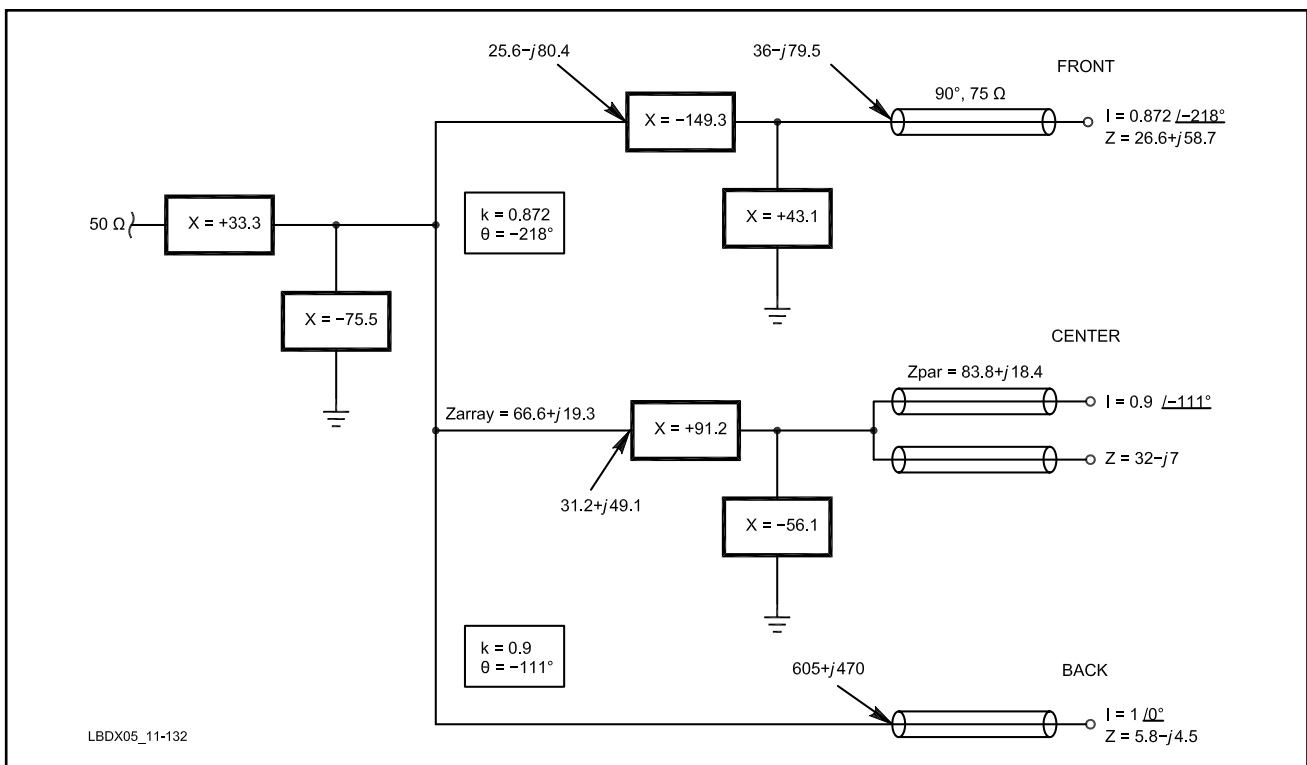 25.6−j80.4
36−j79.5
FRONT
90°, 75 Ω
X = −149.3
I = 0.872 /−218°
Z = 26.6+j58.7
50 Ω
X = +33.3
k = 0.872
θ = −218°
X = +43.1
X = −75.5
CENTER
Zpar = 83.8+j18.4
Zarray = 66.6+j19.3
X = +91.2
I = 0.9 /−111°
Z = 32−j7
31.2+j49.1
X = −56.1
k = 0.9
θ = −111°
605+j470
BACK
I = 1 /0°
Z = 5.8−j4.5
LBDX05_11-132